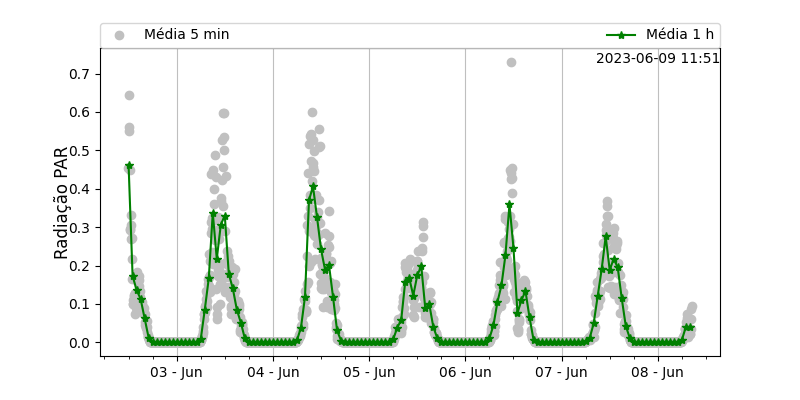 Média 5 min
Média 1 h
2023-06-09 11:51
Radiação PAR
0.7
0.6
0.5
0.4
0.3
0.2
0.1
0.0
03 - Jun
04 - Jun
05 - Jun
06 - Jun
07 - Jun
08 - Jun